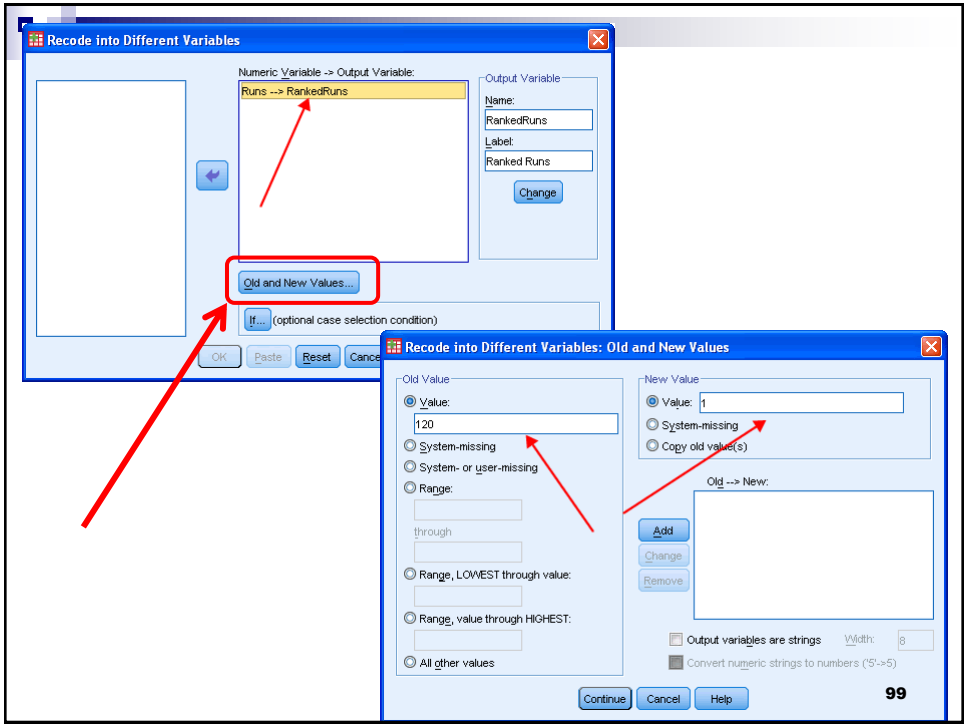 Recode into Different Variables
Numeric Variable -> Output Variable:
Runs --> RankedRuns
Output Variable
Name:
RankedRuns
Label:
Ranked Runs
Change
Old and New Values...
If... (optional case selection condition)
OK Paste Reset Cance
Recode into Different Variables: Old and New Values
Old Value
Value:
120
System-missing
System- or user-missing
Range:
through
Range, LOWEST through value:
Range, value through HIGHEST:
All other values
New Value
Value: 1
System-missing
Copy old value(s)
Old --> New:
Add
Change
Remove
Output variables are strings Width: 8
Convert numeric strings to numbers ('5'->5)
Continue Cancel Help
99